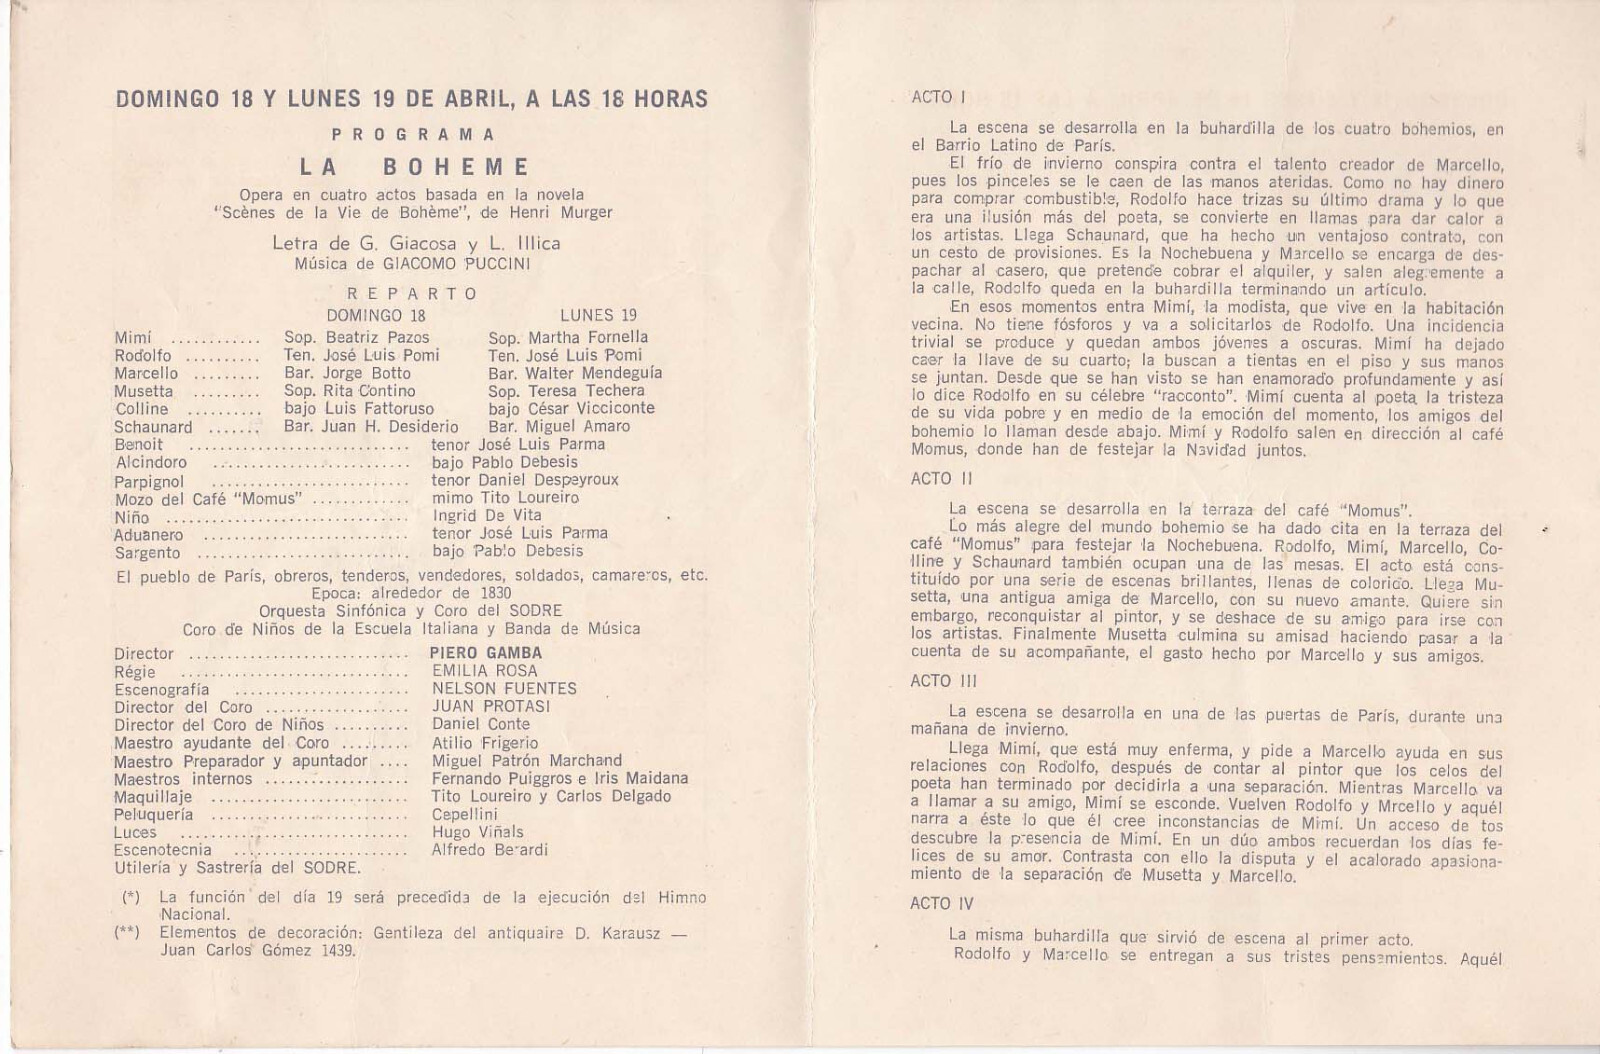 DOMINGO 18 Y LUNES 19 DE ABRIL, A LAS 18 HORAS
PROGRAMA
LA BOHEME
Opera en cuatro actos basada en la novela
"Scènes de la Vie de Bohème", de Henri Murger
Letra de G. Giacosa y L. Illica
Música de GIACOMO PUCCINI
REPARTO
DOMINGO 18 LUNES 19
Mimí ............ Sop. Beatriz Pazos Sop. Martha Fornella
Rodolfo .......... Ten. José Luis Pomi Ten. José Luis Pomi
Marcello ......... Bar. Jorge Botto Bar. Walter Mendeguía
Musetta ......... Sop. Rita Contino Sop. Teresa Techera
Colline .......... bajo Luis Fattoruso bajo César Vicciconte
Schaunard ....... Bar. Juan H. Desiderio Bar. Miguel Amaro
Benoit .............................. tenor José Luis Parma
Alcindoro ........................... bajo Pablo Debesis
Parpignol ........................... tenor Daniel Despeyroux
Mozo del Café "Momus" ............. mimo Tito Loureiro
Niño ................................. Ingrid De Vita
Aduanero ............................ tenor José Luis Parma
Sargento ............................. bajo Pablo Debesis
El pueblo de París, obreros, tenderos, vendedores, soldados, camareros, etc.
Epoca: alrededor de 1830
Orquesta Sinfónica y Coro del SODRE
Coro de Niños de la Escuela Italiana y Banda de Música
Director .............................. PIERO GAMBA
Régie ............................... EMILIA ROSA
Escenografía ........................ NELSON FUENTES
Director del Coro ................... JUAN PROTASI
Director del Coro de Niños .......... Daniel Conte
Maestro ayudante del Coro ......... Atilio Frigerio
Maestro Preparador y apuntador .... Miguel Patrón Marchand
Maestros internos ................... Fernando Puiggros e Iris Maidana
Maquillaje ........................... Tito Loureiro y Carlos Delgado
Peluquería ........................... Cepellini
Luces ............................... Hugo Viñals
Escenotecnia ........................ Alfredo Berardi
Utilería y Sastrería del SODRE.
(*) La función del día 19 será precedida de la ejecución del Himno
Nacional.
(**) Elementos de decoración: Gentileza del antiquaire D. Karausz —
Juan Carlos Gómez 1439.
ACTO I
La escena se desarrolla en la buhardilla de los cuatro bohemios, en
el Barrio Latino de París.
El frío de invierno conspira contra el talento creador de Marcello,
pues los pinceles se le caen de las manos ateridas. Como no hay dinero
para comprar combustible, Rodolfo hace trizas su último drama y lo que
era una ilusión más del poeta, se convierte en llamas para dar calor a
los artistas. Llega Schaunard, que ha hecho un ventajoso contrato, con
un cesto de provisiones. Es la Nochebuena y Marcello se encarga de des-
pachar al casero, que pretende cobrar el alquiler, y salen alegremente a
la calle, Rodolfo queda en la buhardilla terminando un artículo.
En esos momentos entra Mimí, la modista, que vive en la habitación
vecina. No tiene fósforos y va a solicitarlos de Rodolfo. Una incidencia
trivial se produce y quedan ambos jóvenes a oscuras. Mimí ha dejado
caer la llave de su cuarto; la buscan a tientas en el piso y sus manos
se juntan. Desde que se han visto se han enamorado profundamente y así
lo dice Rodolfo en su célebre "racconto". Mimí cuenta al poeta la tristeza
de su vida pobre y en medio de la emoción del momento, los amigos del
bohemio lo llaman desde abajo. Mimí y Rodolfo salen en dirección al café
Momus, donde han de festejar la Navidad juntos.
ACTO II
La escena se desarrolla en la terraza del café "Momus".
Lo más alegre del mundo bohemio se ha dado cita en la terraza del
café "Momus" para festejar la Nochebuena. Rodolfo, Mimí, Marcello, Co-
lline y Schaunard también ocupan una de las mesas. El acto está cons-
tituído por una serie de escenas brillantes, llenas de colorido. Llega Mu-
setta, una antigua amiga de Marcello, con su nuevo amante. Quiere sin
embargo, reconquistar al pintor, y se deshace de su amigo para irse con
los artistas. Finalmente Musetta culmina su amisad haciendo pasar a la
cuenta de su acompañante, el gasto hecho por Marcello y sus amigos.
ACTO III
La escena se desarrolla en una de las puertas de París, durante una
mañana de invierno.
Llega Mimí, que está muy enferma, y pide a Marcello ayuda en sus
relaciones con Rodolfo, después de contar al pintor que los celos del
poeta han terminado por decidirla a una separación. Mientras Marcello va
a llamar a su amigo, Mimí se esconde. Vuelven Rodolfo y Mrcello y aquél
narra a éste lo que él cree inconstancias de Mimí. Un acceso de tos
descubre la presencia de Mimí. En un dúo ambos recuerdan los días fe-
lices de su amor. Contrasta con ello la disputa y el acalorado apasiona-
miento de la separación de Musetta y Marcello.
ACTO IV
La misma buhardilla que sirvió de escena al primer acto.
Rodolfo y Marcello se entregan a sus tristes pensamientos. Aquél